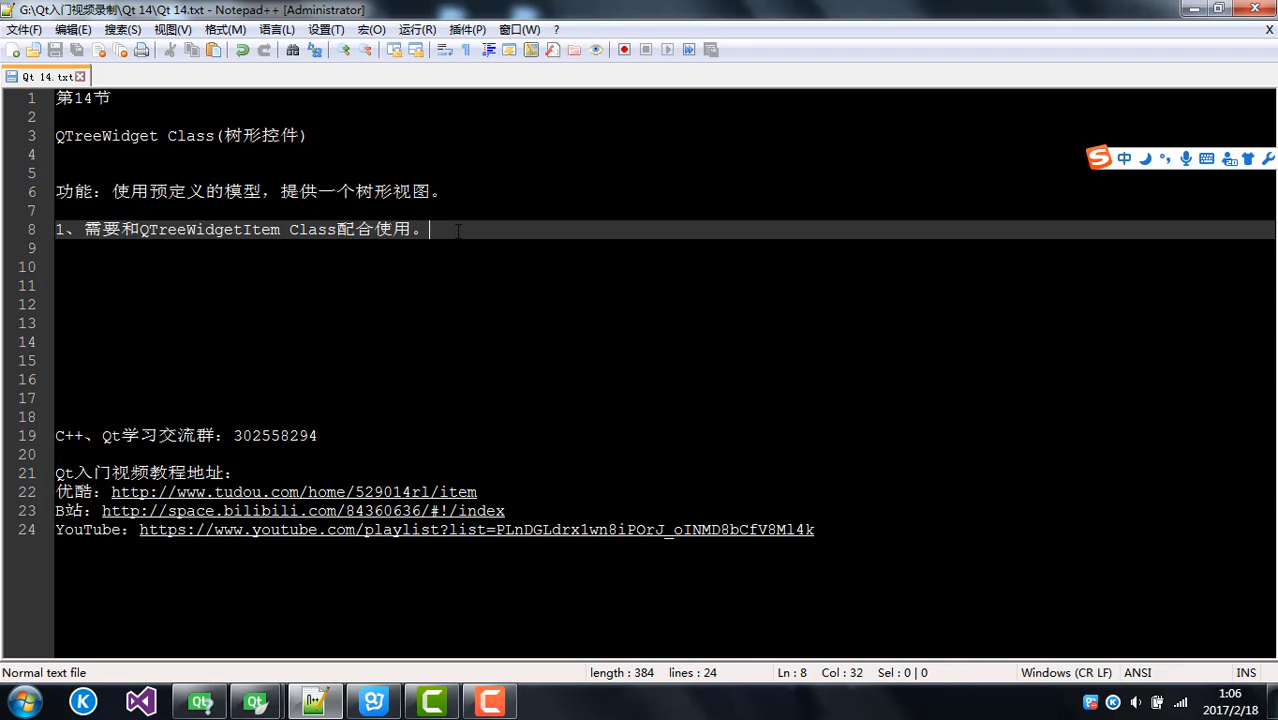 G:\Qt入门视频录制\Qt 14\Qt 14.txt - Notepad++ [Administrator]
文件(F) 编辑(E) 搜索(S) 视图(V) 格式(M) 语言(L) 设置(T) 宏(O) 运行(R) 插件(P) 窗口(W) ? X
Qt 14.txt
1 第14节
2
3 QTreeWidget Class(树形控件)
4
5
6 功能：使用预定义的模型，提供一个树形视图。
7
8 1、需要和QTreeWidgetItem Class配合使用。
9
10
11
12
13
14
15
16
17
18
19 C++、Qt学习交流群：302558294
20
21 Qt入门视频教程地址：
22 优酷：http://www.tudou.com/home/529014rl/item
23 B站：http://space.bilibili.com/84360636/#!/index
24 YouTube：https://www.youtube.com/playlist?list=PLnDGLdrx1wn8iPOrJ_oINMD8bCfV8Ml4k
中
Normal text file length : 384 lines : 24 Ln : 8 Col : 32 Sel : 0 | 0 Windows (CR LF) ANSI INS
1:06
2017/2/18